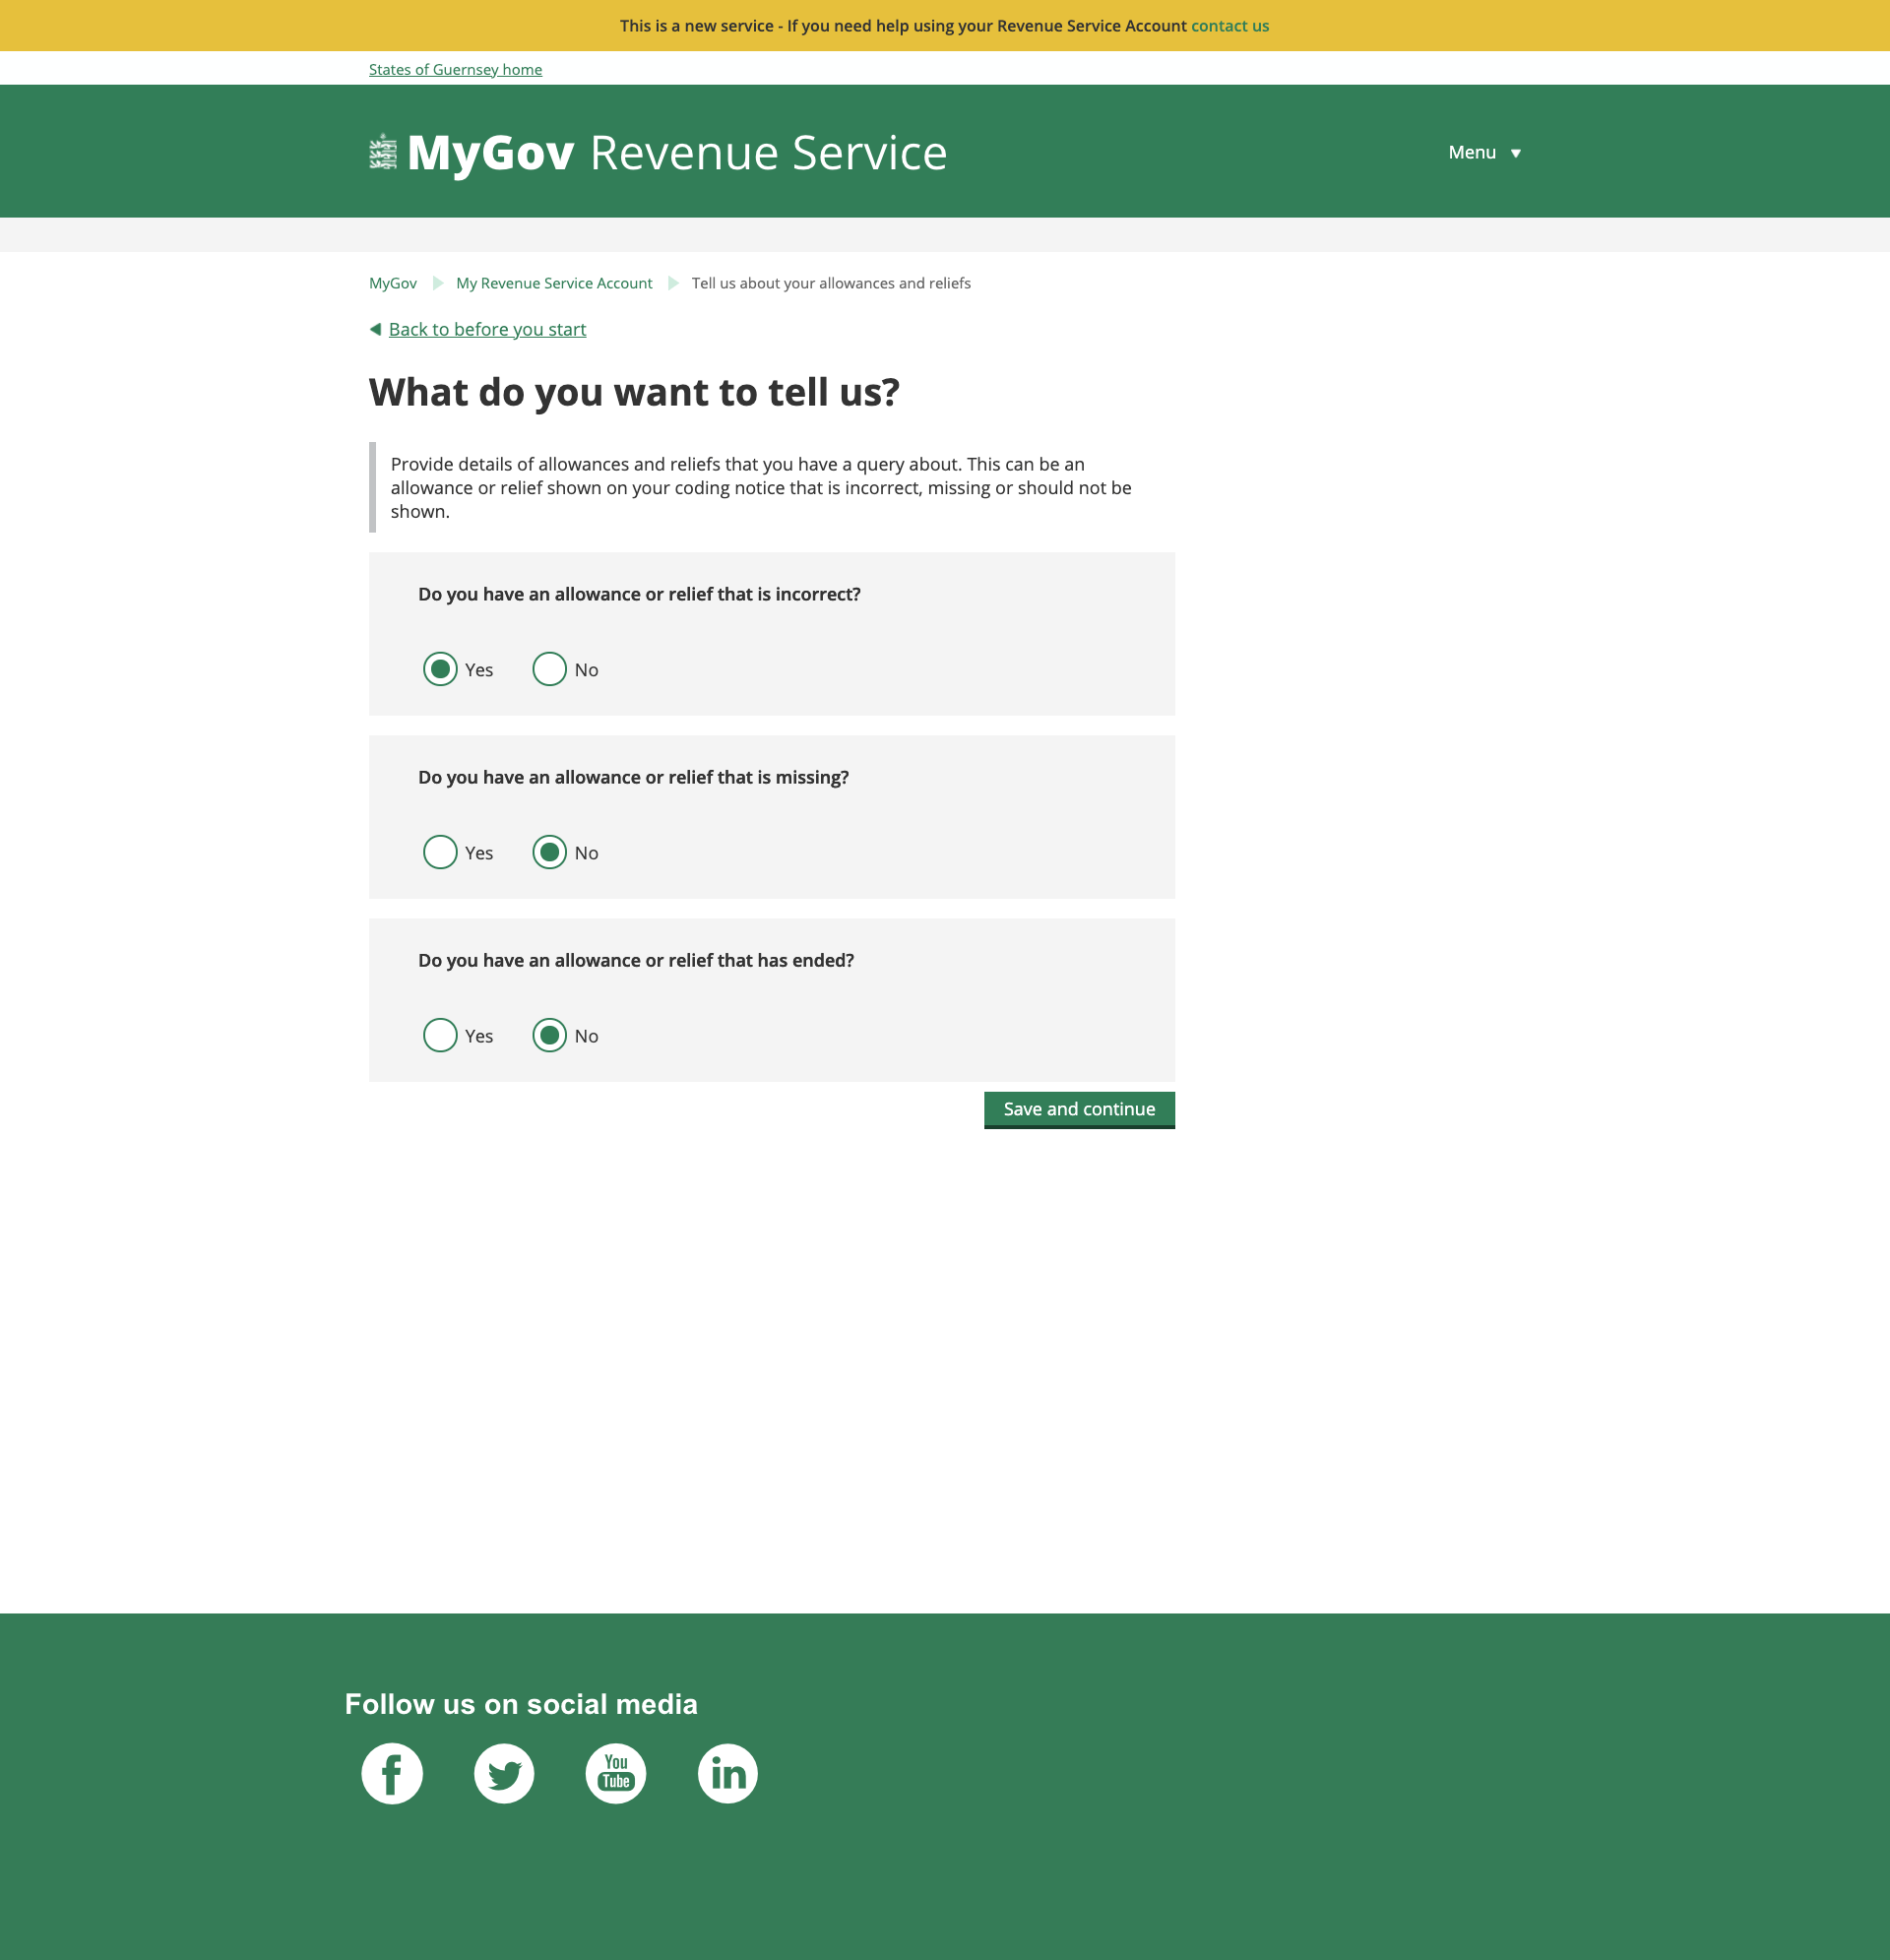 This is a new service - If you need help using your Revenue Service Account contact us
States of Guernsey home
MyGov Revenue Service
Menu
MyGov
My Revenue Service Account
Tell us about your allowances and reliefs
Back to before you start
What do you want to tell us?
Provide details of allowances and reliefs that you have a query about. This can be an
allowance or relief shown on your coding notice that is incorrect, missing or should not be
shown.
Do you have an allowance or relief that is incorrect?
Yes No
Do you have an allowance or relief that is missing?
Yes No
Do you have an allowance or relief that has ended?
Yes No
Save and continue
Follow us on social media
f
You
Tube
in